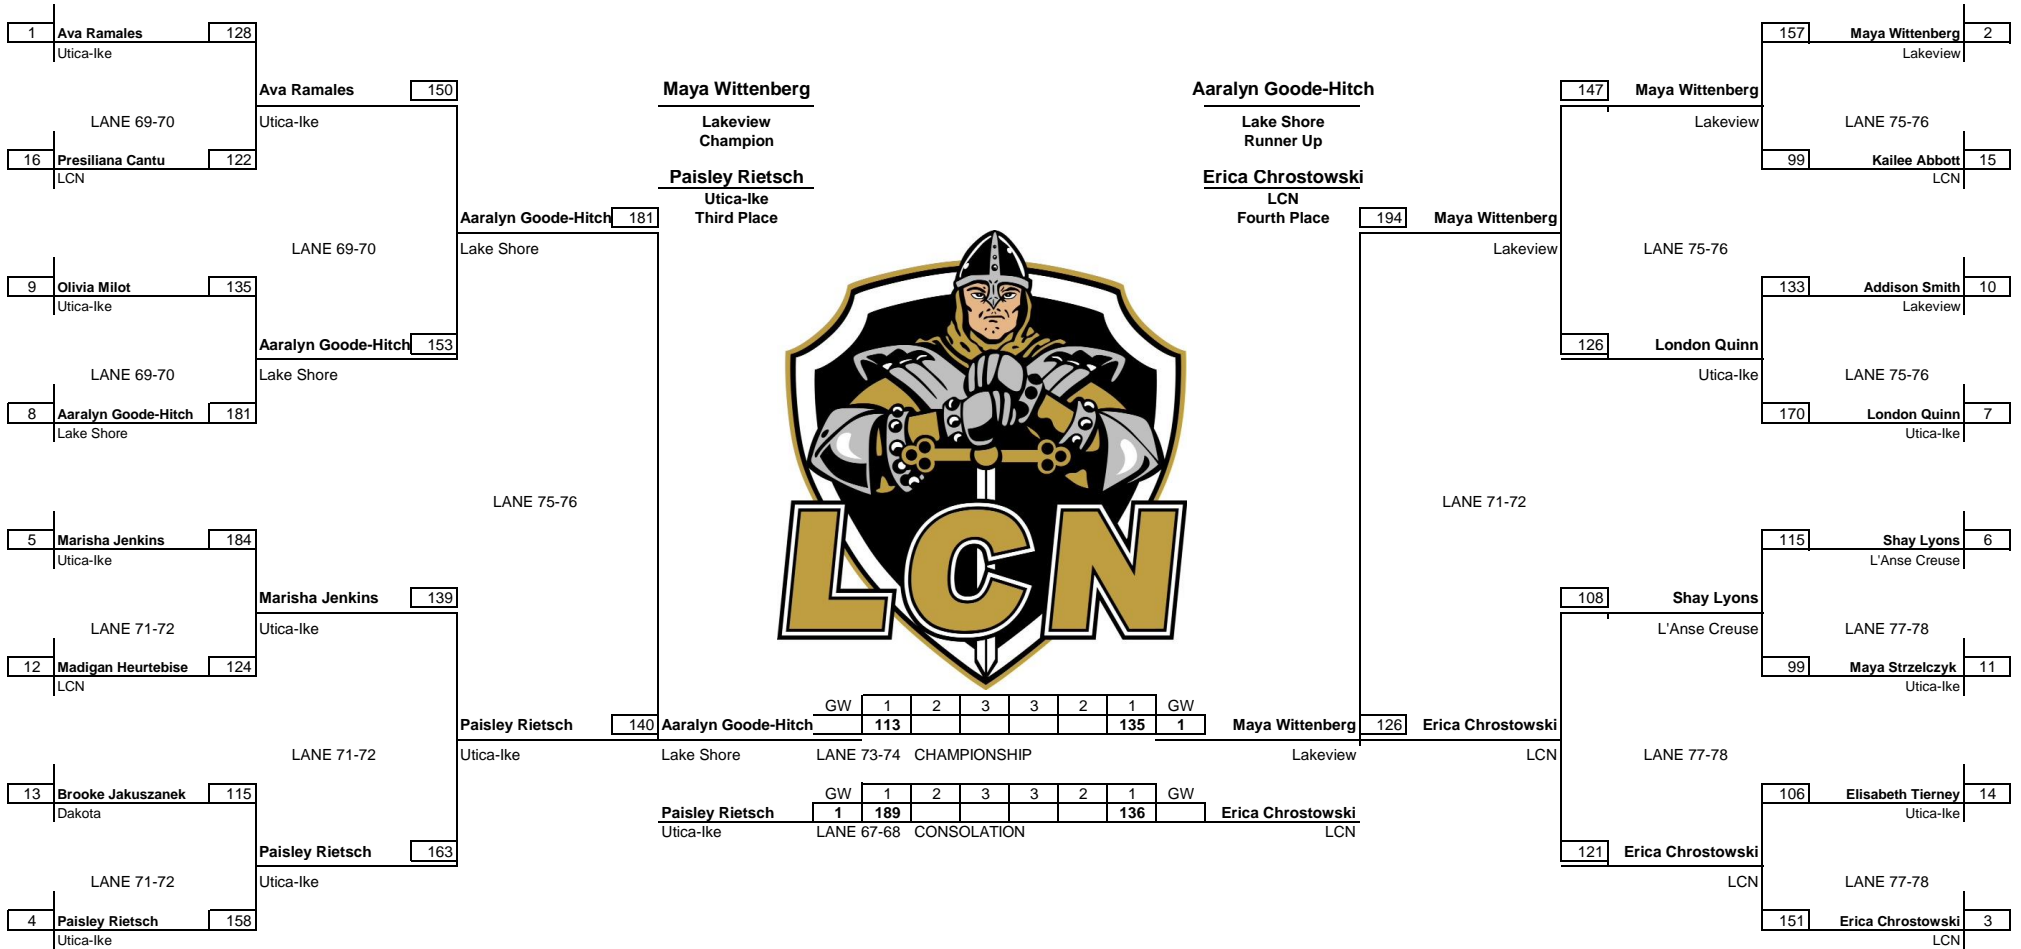 1 Ava Ramales 128
Utica-Ike
Ava Ramales 150
LANE 69-70 Utica-Ike
16 Presiliana Cantu 122
LCN
Aaralyn Goode-Hitch 181
LANE 69-70 Lake Shore
9 Olivia Milot 135
Utica-Ike
Aaralyn Goode-Hitch 153
LANE 69-70 Lake Shore
8 Aaralyn Goode-Hitch 181
Lake Shore
LANE 75-76
5 Marisha Jenkins 184
Utica-Ike
Marisha Jenkins 139
LANE 71-72 Utica-Ike
12 Madigan Heurtebise 124
LCN
Paisley Rietsch 140
LANE 71-72 Utica-Ike
13 Brooke Jakuszanek 115
Dakota
Paisley Rietsch 163
LANE 71-72 Utica-Ike
4 Paisley Rietsch 158
Utica-Ike
Maya Wittenberg
Lakeview
Champion
Paisley Rietsch
Utica-Ike
Third Place
Aaralyn Goode-Hitch
Lake Shore
Runner Up
Erica Chrostowski
LCN
Fourth Place
LCN
GW 1 2 3 3 2 1 GW
Aaralyn Goode-Hitch 113 135 1 Maya Wittenberg
Lake Shore LANE 73-74 CHAMPIONSHIP Lakeview
GW 1 2 3 3 2 1 GW
Paisley Rietsch 1 189 136 Erica Chrostowski
Utica-Ike LANE 67-68 CONSOLATION LCN
157 Maya Wittenberg 2
Lakeview
147 Maya Wittenberg
Lakeview LANE 75-76
99 Kailee Abbott 15
LCN
194 Maya Wittenberg
Lakeview LANE 75-76
133 Addison Smith 10
Lakeview
126 London Quinn
Utica-Ike LANE 75-76
170 London Quinn 7
Utica-Ike
LANE 71-72
115 Shay Lyons 6
L'Anse Creuse
108 Shay Lyons
L'Anse Creuse LANE 77-78
99 Maya Strzelczyk 11
Utica-Ike
126 Erica Chrostowski
LCN LANE 77-78
106 Elisabeth Tierney 14
Utica-Ike
121 Erica Chrostowski
LCN LANE 77-78
151 Erica Chrostowski 3
LCN